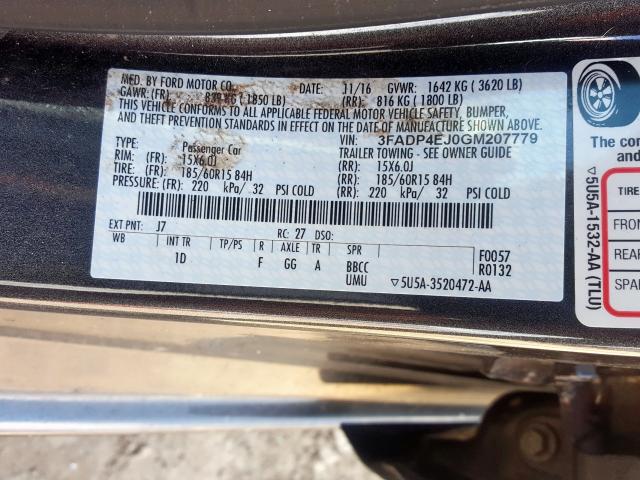 MFD. BY FORD MOTOR CO. DATE: 11/16 GVWR: 1642 KG ( 3620 LB)
GAWR: (FR) 839 KG ( 1850 LB) (RR): 816 KG ( 1800 LB)
THIS VEHICLE CONFORMS TO ALL APPLICABLE FEDERAL MOTOR VEHICLE SAFETY, BUMPER,
AND THEFT PREVENTION STANDARDS IN EFFECT ON THE DATE OF MANUFACTURE SHOWN ABOVE.
VIN: 3FADP4EJ0GM207779
TYPE: Passenger Car TRAILER TOWING - SEE OWNER GUIDE
RIM: (FR): 15X6.0J (RR): 15X6.0J
TIRE: (FR): 185/60R15 84H (RR): 185/60R15 84H
PRESSURE: (FR): 220 kPa/ 32 PSI COLD (RR): 220 kPa/ 32 PSI COLD
EXT PNT: J7 RC: 27 DSO:
WB INT TR TP/PS R AXLE TR SPR F0057
1D F GG A BBCC R0132
UMU ▽5U5A-3520472-AA
The co
and
FRON
REAR
SPAR
▽5U5A-1532-AA (TLU)